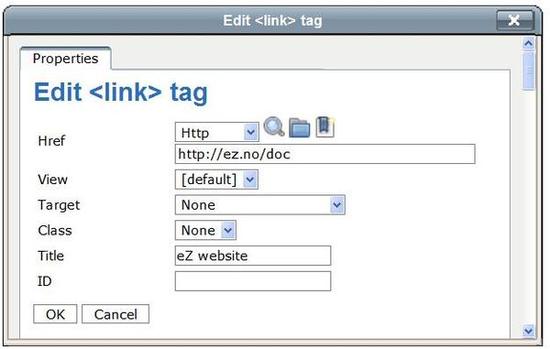 Edit <link> tag
Properties
Edit <link> tag
Href Http
http://ez.no/doc
View [default]
Target None
Class None
Title eZ website
ID
OK Cancel